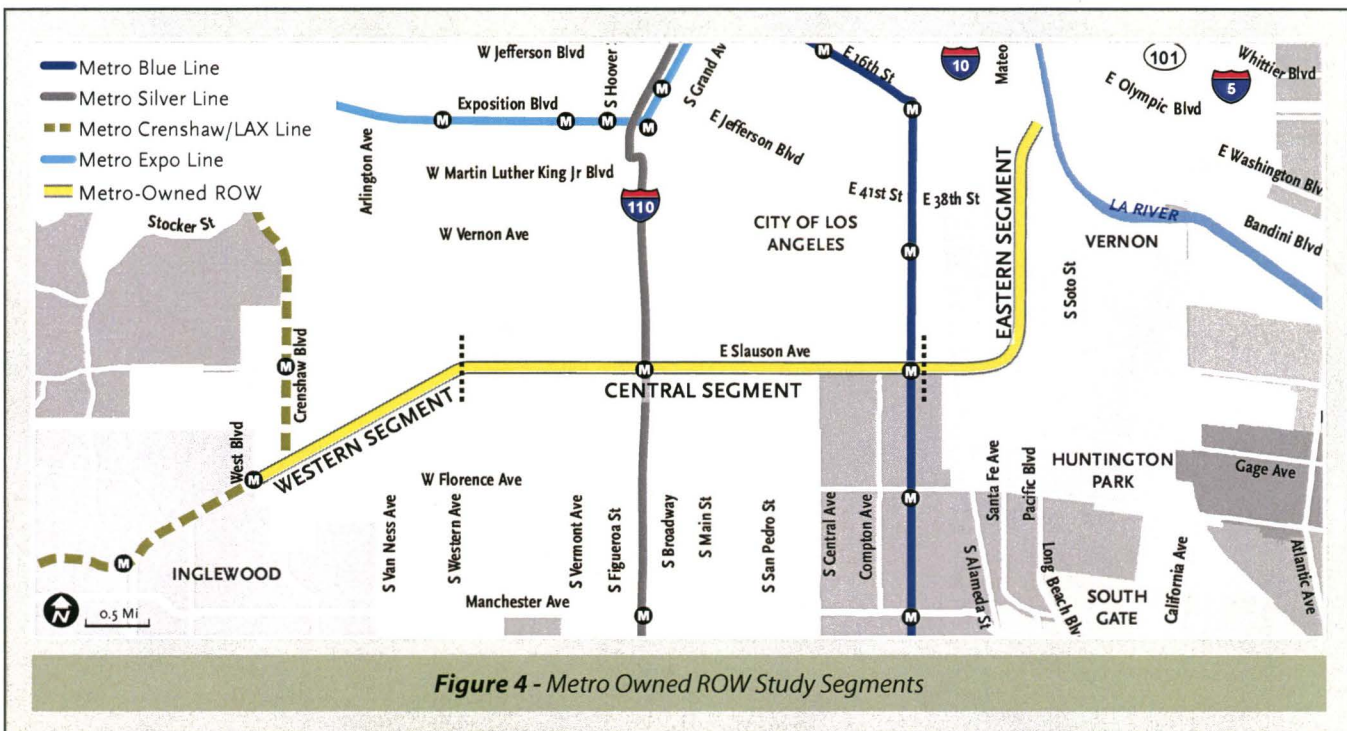 Metro Blue Line
Metro Silver Line
Metro Crenshaw/LAX Line
Metro Expo Line
Metro-Owned ROW
W Jefferson Blvd
S Hoover
S Grand Av
E 16th St
10
Mateo
101
Whittier Blvd
5
E Olympic Blvd
Exposition Blvd
M
M
M
M
M
M
M
E Jefferson Blvd
Arlington Ave
W Martin Luther King Jr Blvd
E 41st St
E 38th St
E Washington Blv
110
Stocker St
W Vernon Ave
CITY OF LOS
ANGELES
M
EASTERN SEGMENT
LA RIVER
VERNON
Bandini Blvd
S Soto St
Crenshaw Blvd
M
E Slauson Ave
M
M
CENTRAL SEGMENT
WESTERN SEGMENT
West Blvd
M
W Florence Ave
M
Santa Fe Ave
Pacific Blvd
HUNTINGTON
PARK
Gage Ave
S Van Ness Ave
S Western Ave
S Vermont Ave
S Figueroa St
S Broadway
S Main St
S San Pedro St
S Central Ave
Compton Ave
S Alameda St
Long Beach Blv
California Ave
Atlantic Ave
M
INGLEWOOD
N
0.5 Mi
Manchester Ave
M
M
SOUTH
GATE
Figure 4 - Metro Owned ROW Study Segments